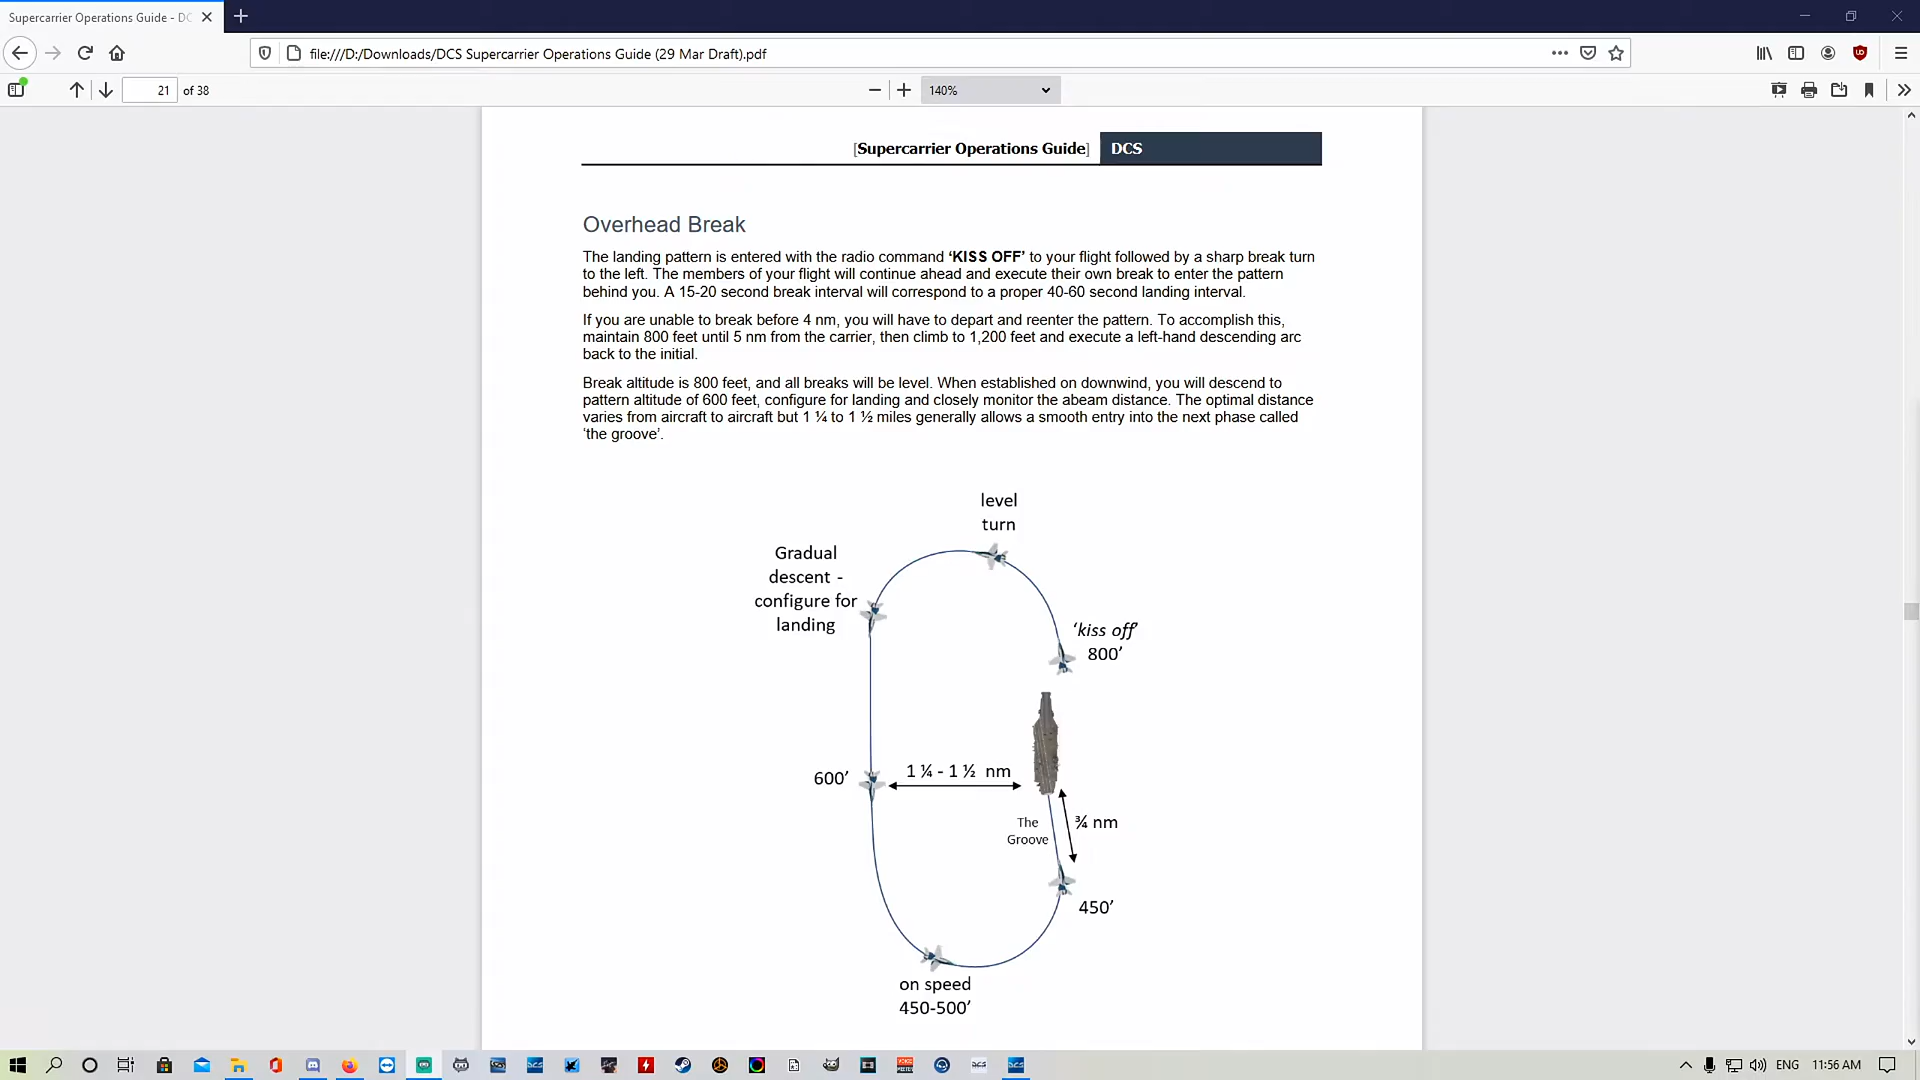 Supercarrier Operations Guide - DC
file:///D:/Downloads/DCS Supercarrier Operations Guide (29 Mar Draft).pdf
21 of 38
140%
[Supercarrier Operations Guide] DCS
Overhead Break
The landing pattern is entered with the radio command ‘KISS OFF’ to your flight followed by a sharp break turn
to the left. The members of your flight will continue ahead and execute their own break to enter the pattern
behind you. A 15-20 second break interval will correspond to a proper 40-60 second landing interval.
If you are unable to break before 4 nm, you will have to depart and reenter the pattern. To accomplish this,
maintain 800 feet until 5 nm from the carrier, then climb to 1,200 feet and execute a left-hand descending arc
back to the initial.
Break altitude is 800 feet, and all breaks will be level. When established on downwind, you will descend to
pattern altitude of 600 feet, configure for landing and closely monitor the abeam distance. The optimal distance
varies from aircraft to aircraft but 1 ¼ to 1 ½ miles generally allows a smooth entry into the next phase called
‘the groove’.
level
turn
Gradual
descent -
configure for
landing
‘kiss off’
800’
600’
1 ¼ - 1 ½ nm
The
Groove
¾ nm
450’
on speed
450-500’
ENG
11:56 AM